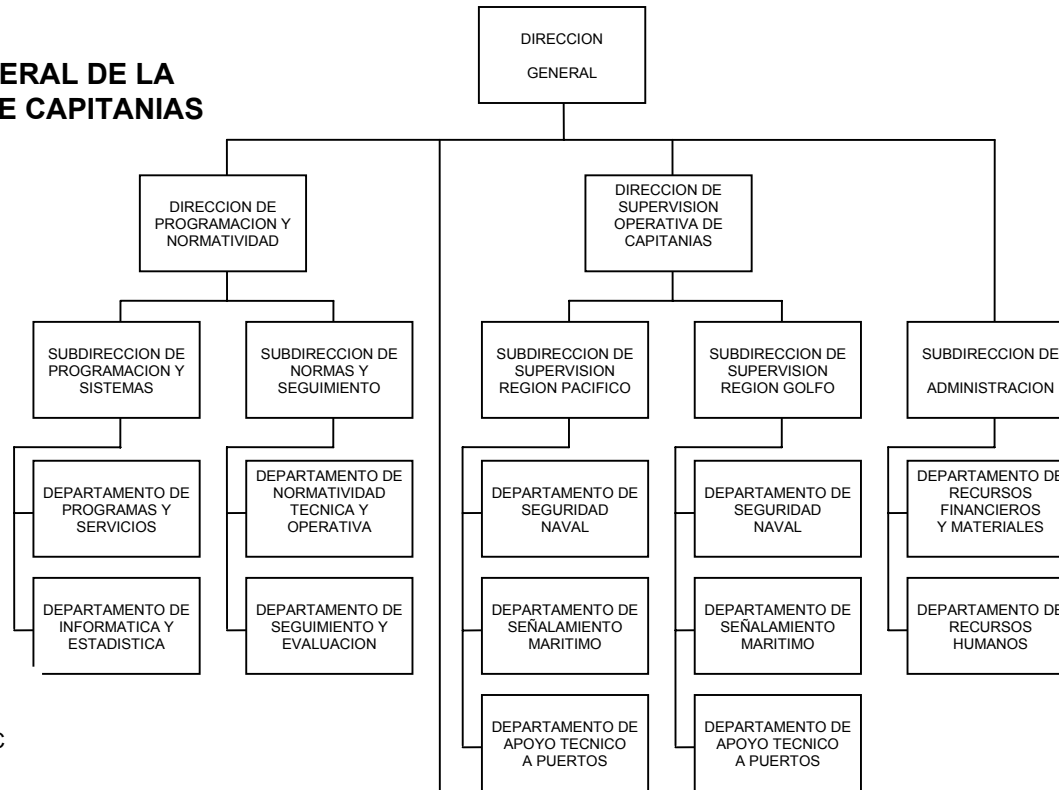 DIRECCION
GENERAL
ERAL DE LA
E CAPITANIAS
DIRECCION DE
PROGRAMACION Y
NORMATIVIDAD
DIRECCION DE
SUPERVISION
OPERATIVA DE
CAPITANIAS
SUBDIRECCION DE
PROGRAMACION Y
SISTEMAS
SUBDIRECCION DE
NORMAS Y
SEGUIMIENTO
SUBDIRECCION DE
SUPERVISION
REGION PACIFICO
SUBDIRECCION DE
SUPERVISION
REGION GOLFO
SUBDIRECCION DE
ADMINISTRACION
DEPARTAMENTO DE
PROGRAMAS Y
SERVICIOS
DEPARTAMENTO DE
NORMATIVIDAD
TECNICA Y
OPERATIVA
DEPARTAMENTO DE
SEGURIDAD
NAVAL
DEPARTAMENTO DE
SEGURIDAD
NAVAL
DEPARTAMENTO DE
RECURSOS
FINANCIEROS
Y MATERIALES
DEPARTAMENTO DE
INFORMATICA Y
ESTADISTICA
DEPARTAMENTO DE
SEGUIMIENTO Y
EVALUACION
DEPARTAMENTO DE
SEÑALAMIENTO
MARITIMO
DEPARTAMENTO DE
SEÑALAMIENTO
MARITIMO
DEPARTAMENTO DE
RECURSOS
HUMANOS
C
DEPARTAMENTO DE
APOYO TECNICO
A PUERTOS
DEPARTAMENTO DE
APOYO TECNICO
A PUERTOS